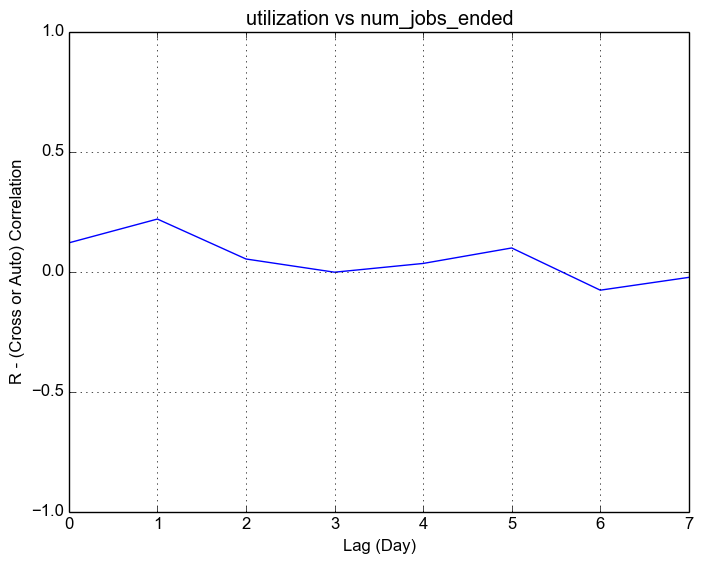 utilization vs num_jobs_ended
1.0
0.5
0.0
−0.5
−1.0
R - (Cross or Auto) Correlation
0 1 2 3 4 5 6 7
Lag (Day)